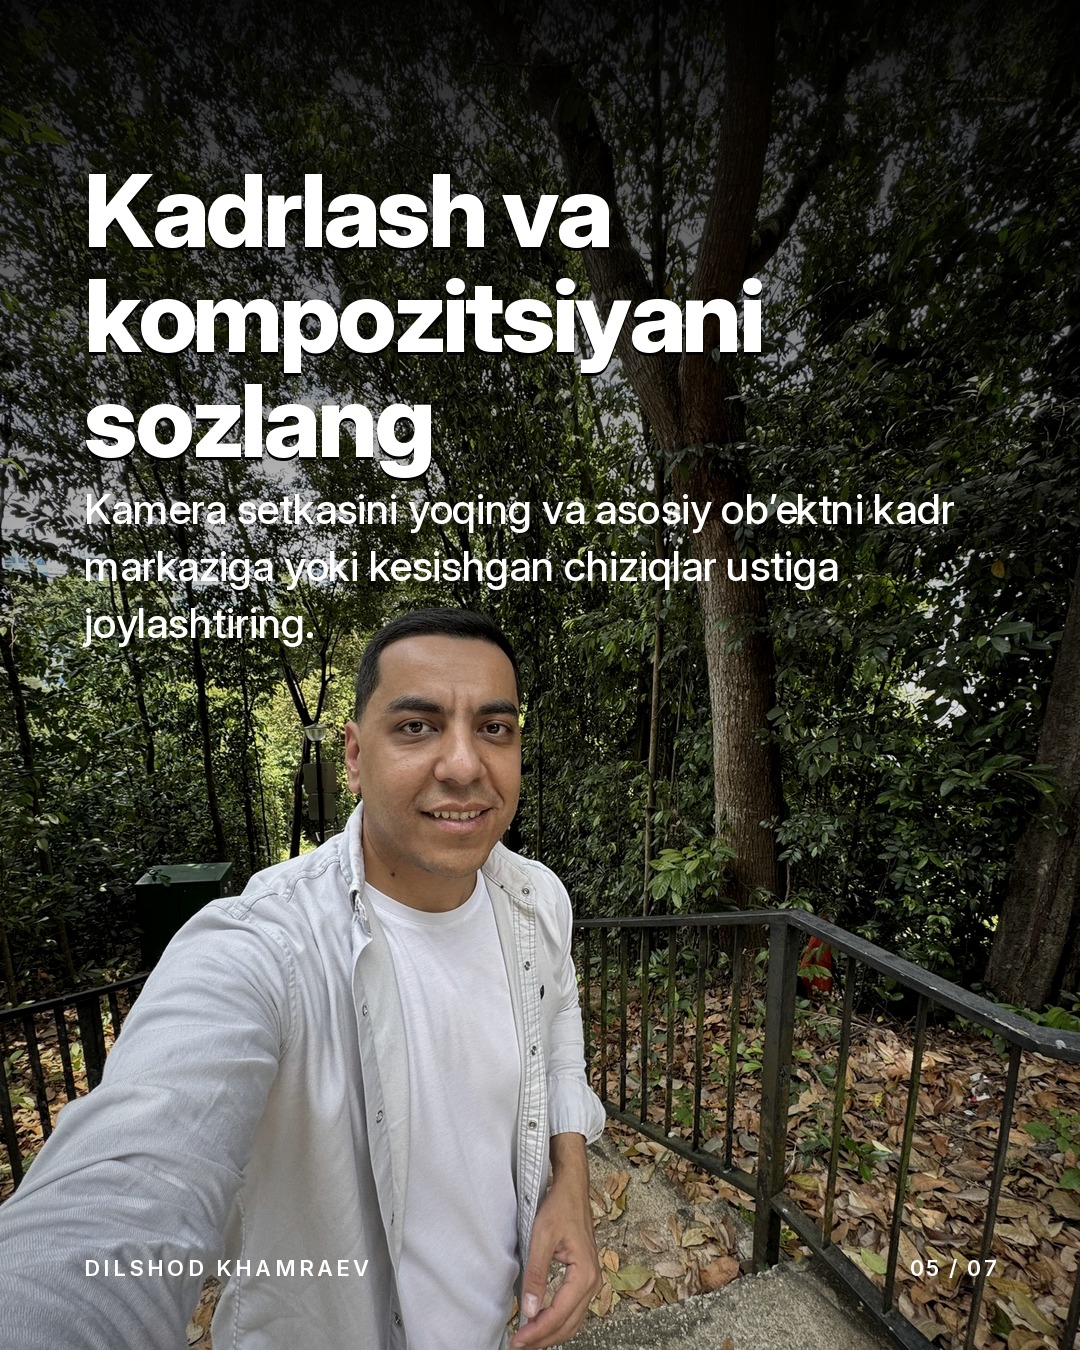 Kadrlash va
kompozitsiyani
sozlang
Kamera setkasini yoqing va asosiy ob’ektni kadr
markaziga yoki kesishgan chiziqlar ustiga
joylashtiring.
DILSHOD KHAMRAEV
05 / 07